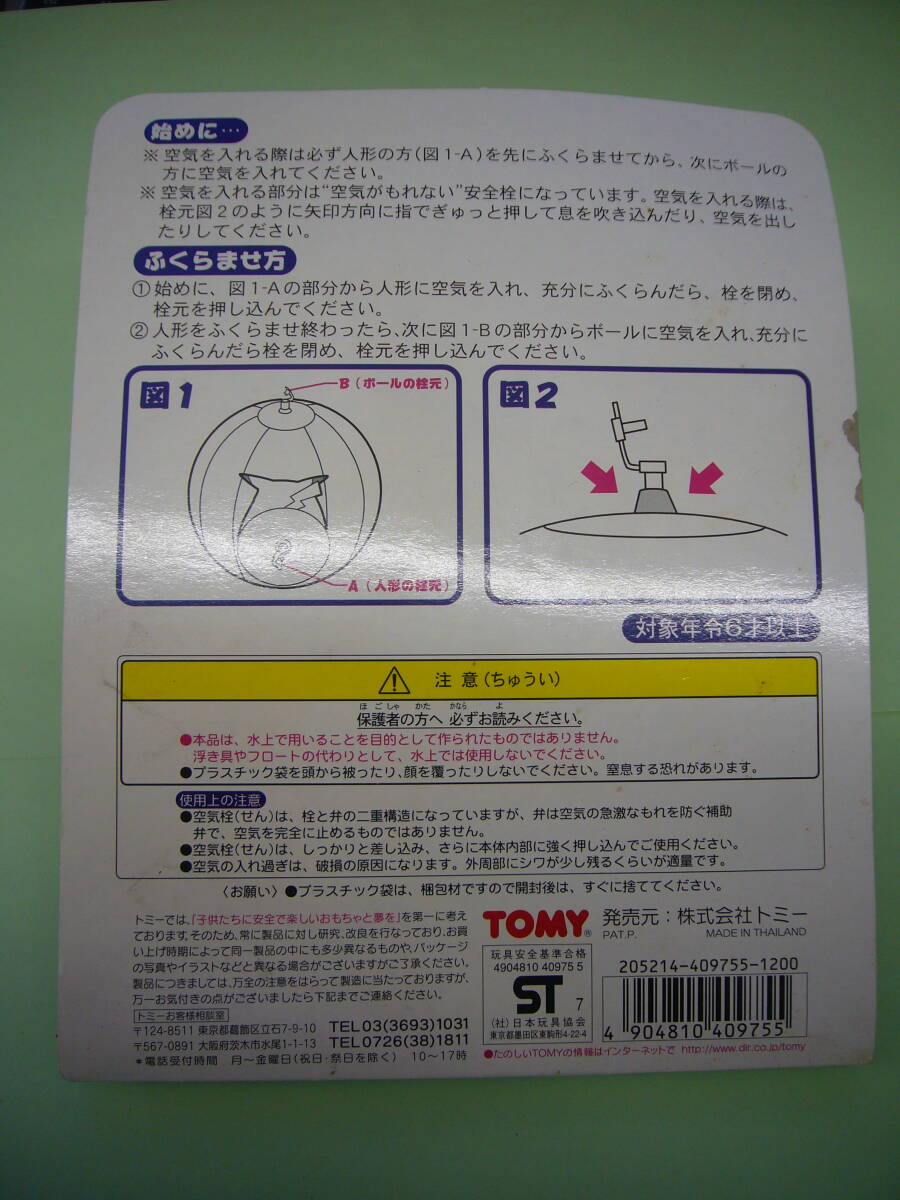 始めに…
※ 空気を入れる際は必ず人形の方(図1-A)を先にふくらませてから、次にボールの
方に空気を入れてください。
※ 空気を入れる部分は“空気がもれない”安全栓になっています。空気を入れる際は、
栓元図2のように矢印方向に指でぎゅっと押して息を吹き込んだり、空気を出し
たりしてください。
ふくらませ方
① 始めに、図1-Aの部分から人形に空気を入れ、充分にふくらんだら、栓を閉め、
栓元を押し込んでください。
② 人形をふくらませ終わったら、次に図1-Bの部分からボールに空気を入れ、充分に
ふくらんだら栓を閉め、栓元を押し込んでください。
図1
B(ボールの栓元)
A(人形の栓元)
図2
対象年令6才以上
注意(ちゅうい)
ほごしゃ かた かなら よ
保護者の方へ 必ずお読みください。
●本品は、水上で用いることを目的として作られたものではありません。
浮き具やフロートの代わりとして、水上では使用しないでください。
●プラスチック袋を頭から被ったり、顔を覆ったりしないでください。窒息する恐れがあります。
使用上の注意
●空気栓(せん)は、栓と弁の二重構造になっていますが、弁は空気の急激なもれを防ぐ補助
弁で、空気を完全に止めるものではありません。
●空気栓(せん)は、しっかりと差し込み、さらに本体内部に強く押し込んでご使用ください。
●空気の入れ過ぎは、破損の原因になります。外周部にシワが少し残るくらいが適量です。
〈お願い〉●プラスチック袋は、梱包材ですので開封後は、すぐに捨ててください。
トミーでは、「子供たちに安全で楽しいおもちゃと夢を」を第一に考え
ております。そのため、常に製品に対し研究、改良を行なっており、お買
い上げ時期によって同一製品の中にも多少異なるものや、パッケージ
の写真やイラストなどと異なる場合がございますがご了承ください。
製品につきましては、万全の注意をはらって製造に当たっておりますが、
万一お気付きの点がございましたら下記までご連絡ください。
トミーお客様相談室
〒124-8511 東京都葛飾区立石7-9-10 TEL03(3693)1031
〒567-0891 大阪府茨木市水尾1-1-13 TEL0726(38)1811
*電話受付時間 月〜金曜日(祝日・祭日を除く) 10〜17時
TOMY®
発売元:株式会社トミー
PAT.P. MADE IN THAILAND
玩具安全基準合格
4904810 40975 5
ST 7
(社)日本玩具協会
東京都墨田区東駒形4-22-4
205214-409755-1200
4 904810 409755
●たのしいTOMYの情報はインターネットで http://www.dir.co.jp/tomy